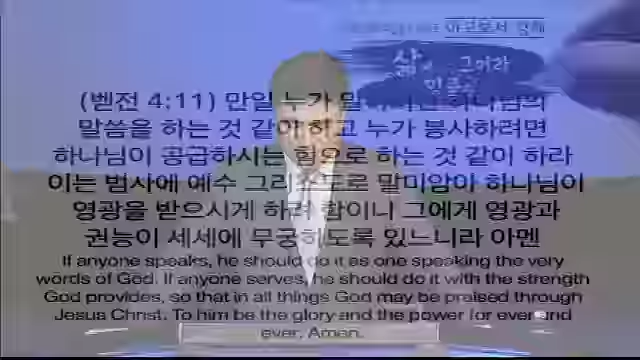 야고보서 강해
삶
(벧전 4:11) 만일 누가 하나님의
말씀을 하는 것 같이 하고 누가 봉사하려면
하나님이 공급하시는 힘으로 하는 것 같이 하라
이는 범사에 예수 그리스도로 말미암아 하나님이
영광을 받으시게 하려 함이니 그에게 영광과
권능이 세세에 무궁하도록 있느니라 아멘
If anyone speaks, he should do it as one speaking the very
words of God. If anyone serves, he should do it with the strength
God provides, so that in all things God may be praised through
Jesus Christ. To him be the glory and the power for ever and
ever. Amen.